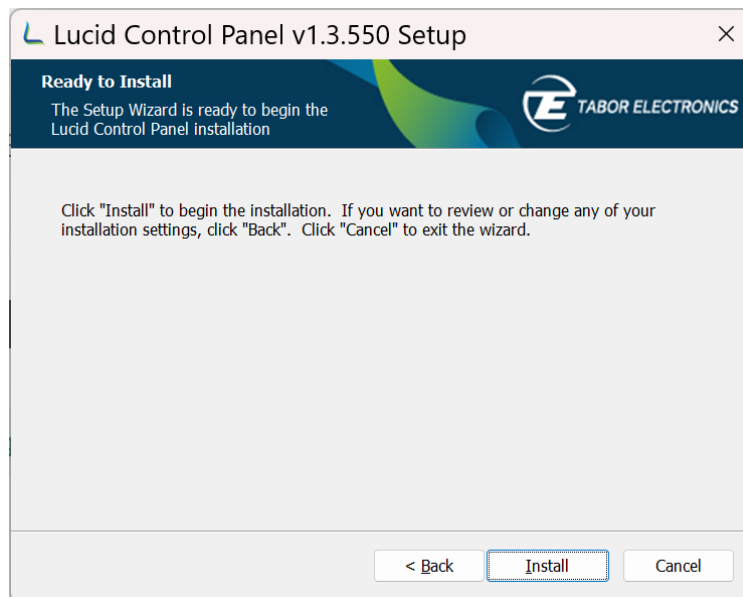 Lucid Control Panel v1.3.550 Setup
Ready to Install
The Setup Wizard is ready to begin the
Lucid Control Panel installation
TABOR ELECTRONICS
Click "Install" to begin the installation. If you want to review or change any of your
installation settings, click "Back". Click "Cancel" to exit the wizard.
< Back
Install
Cancel